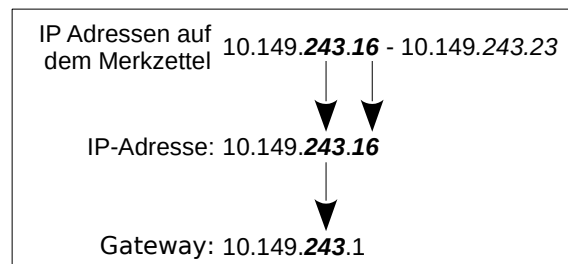 IP Adressen auf
dem Merkzettel
10.149.243.16 - 10.149.243.23
IP-Adresse: 10.149.243.16
Gateway: 10.149.243.1